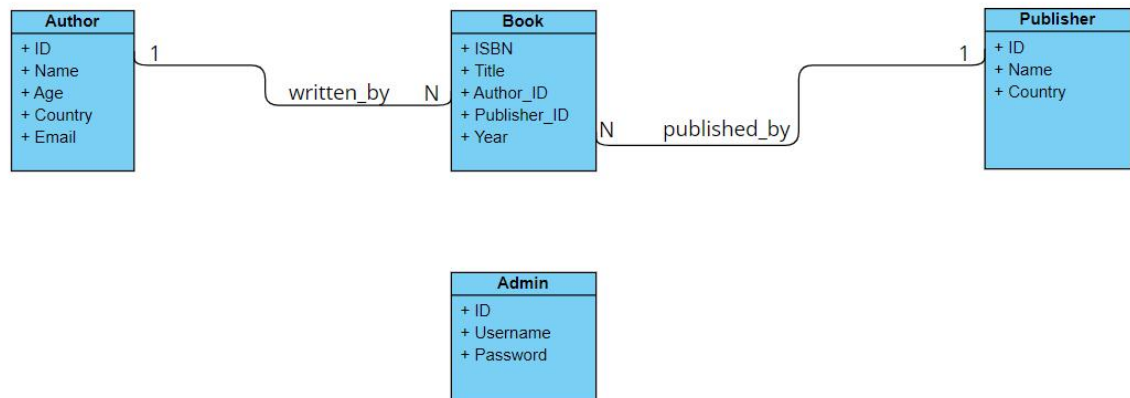 Author
+ ID
+ Name
+ Age
+ Country
+ Email
1
written_by
N
Book
+ ISBN
+ Title
+ Author_ID
+ Publisher_ID
+ Year
N
published_by
1
Publisher
+ ID
+ Name
+ Country
Admin
+ ID
+ Username
+ Password